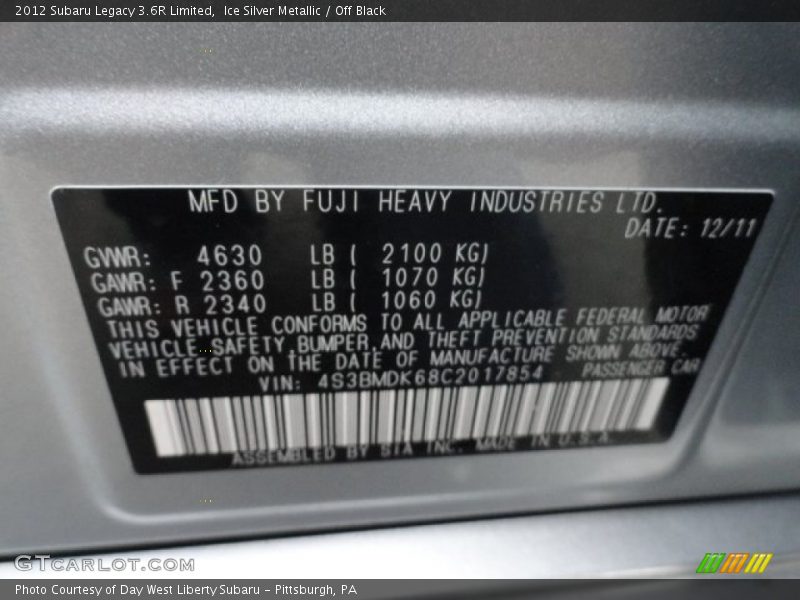 2012 Subaru Legacy 3.6R Limited,  Ice Silver Metallic / Off Black
MFD BY FUJI HEAVY INDUSTRIES LTD.
DATE: 12/11
GVWR: 4630 LB ( 2100 KG)
GAWR: F 2360 LB ( 1070 KG)
GAWR: R 2340 LB ( 1060 KG)
THIS VEHICLE CONFORMS TO ALL APPLICABLE FEDERAL MOTOR
VEHICLE SAFETY BUMPER,AND THEFT PREVENTION STANDARDS
IN EFFECT ON THE DATE OF MANUFACTURE SHOWN ABOVE.
VIN: 4S3BMDK68C2017854 PASSENGER CAR
ASSEMBLED BY SIA INC. MADE IN U.S.A.
GTCARLOT.COM
Photo Courtesy of Day West Liberty Subaru - Pittsburgh, PA